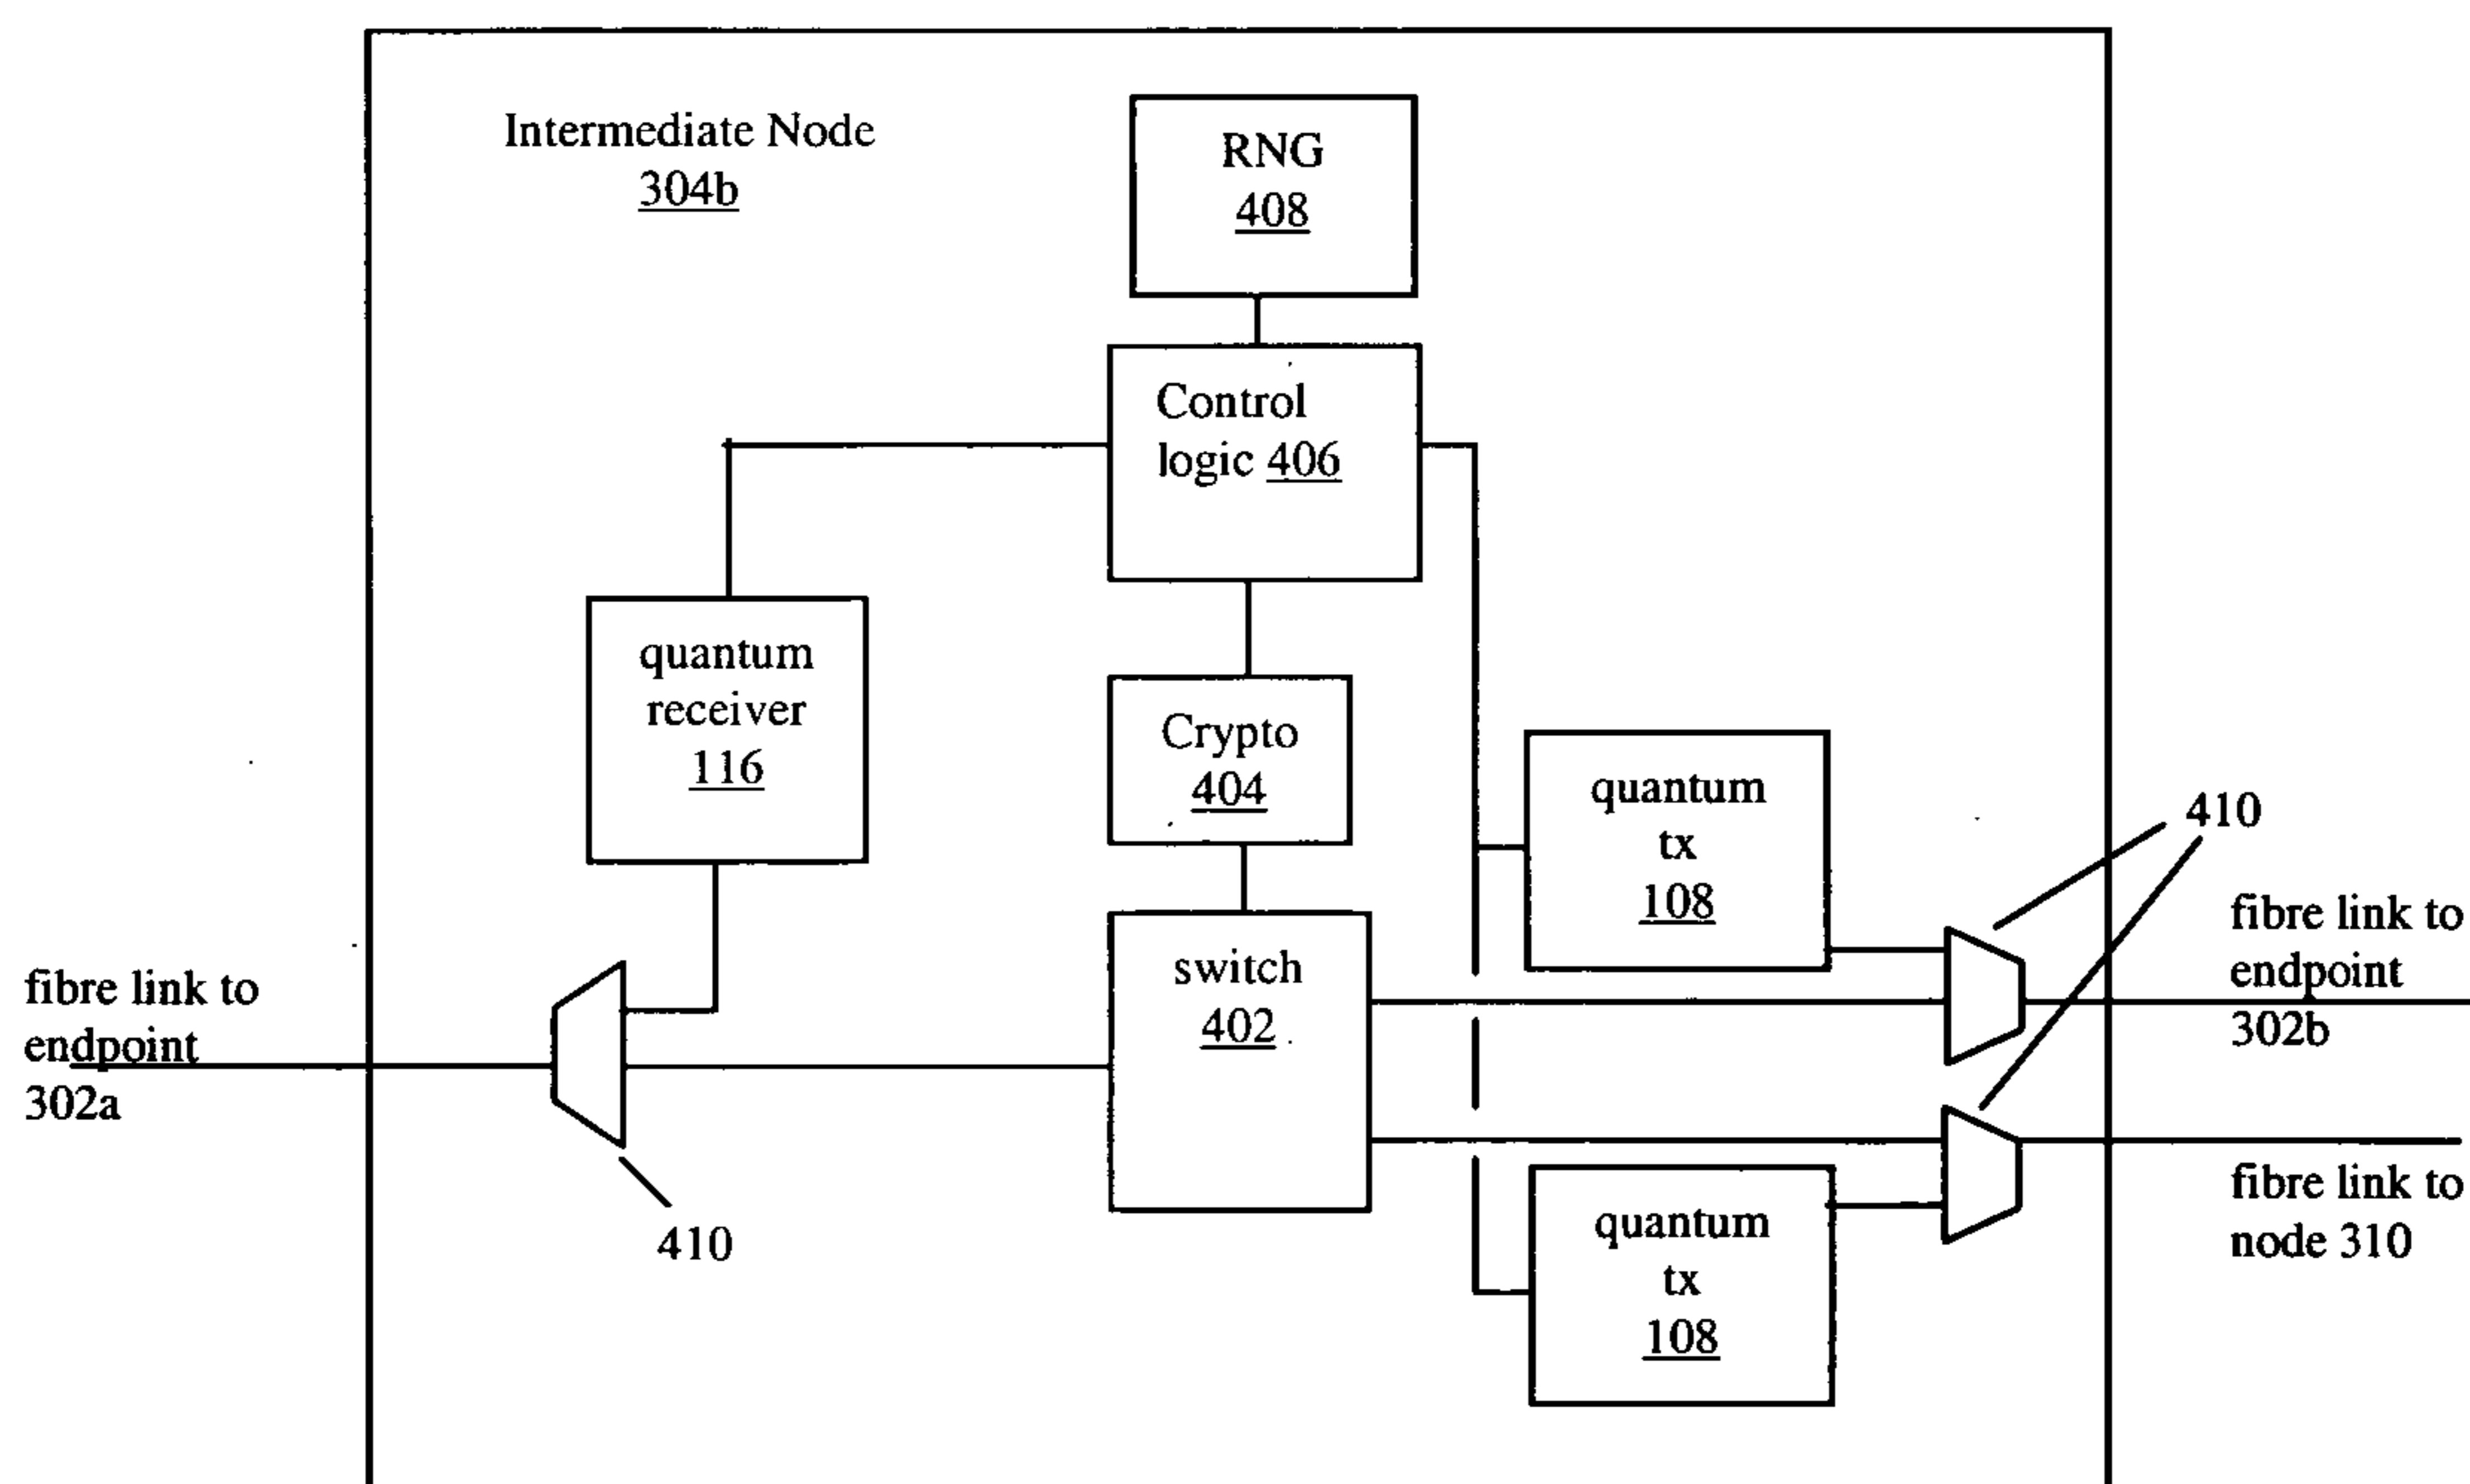 Intermediate Node
304b
RNG
408
Control
logic 406
quantum
receiver
116
Crypto
404
quantum
tx
108
410
switch
402
fibre link to
endpoint
302a
fibre link to
endpoint
302b
410
quantum
tx
108
fibre link to
node 310